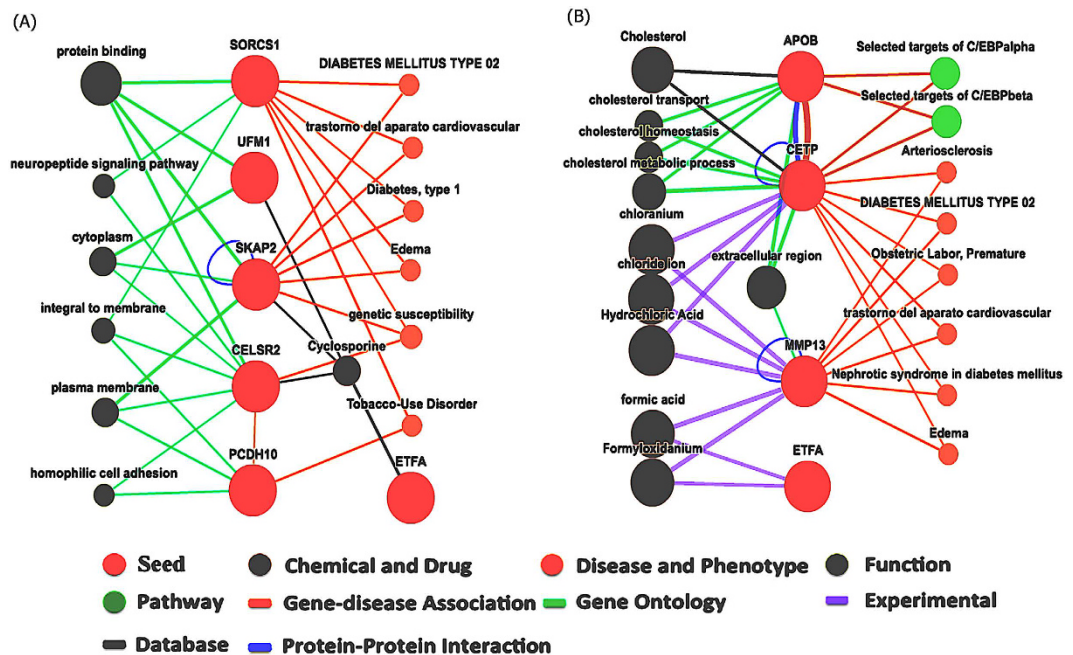 (A)
protein binding
SORCS1
DIABETES MELLITUS TYPE 02
trastorno del aparato cardiovascular
UFM1
neuropeptide signaling pathway
Diabetes, type 1
cytoplasm
SKAP2
Edema
integral to membrane
genetic susceptibility
Cyclosporine
CELSR2
plasma membrane
Tobacco-Use Disorder
PCDH10
ETFA
homophilic cell adhesion
(B)
Cholesterol
APOB
Selected targets of C/EBPalpha
cholesterol transport
Selected targets of C/EBPbeta
cholesterol homeostasis
CETP
Arteriosclerosis
cholesterol metabolic process
chloranium
DIABETES MELLITUS TYPE 02
chloride Ion
extracellular region
Obstetric Labor, Premature
Hydrochloric Acid
trastorno del aparato cardiovascular
MMP13
Nephrotic syndrome in diabetes mellitus
formic acid
Formyloxidanium
ETFA
Edema
Seed
Chemical and Drug
Disease and Phenotype
Function
Pathway
Gene-disease Association
Gene Ontology
Experimental
Database
Protein-Protein Interaction